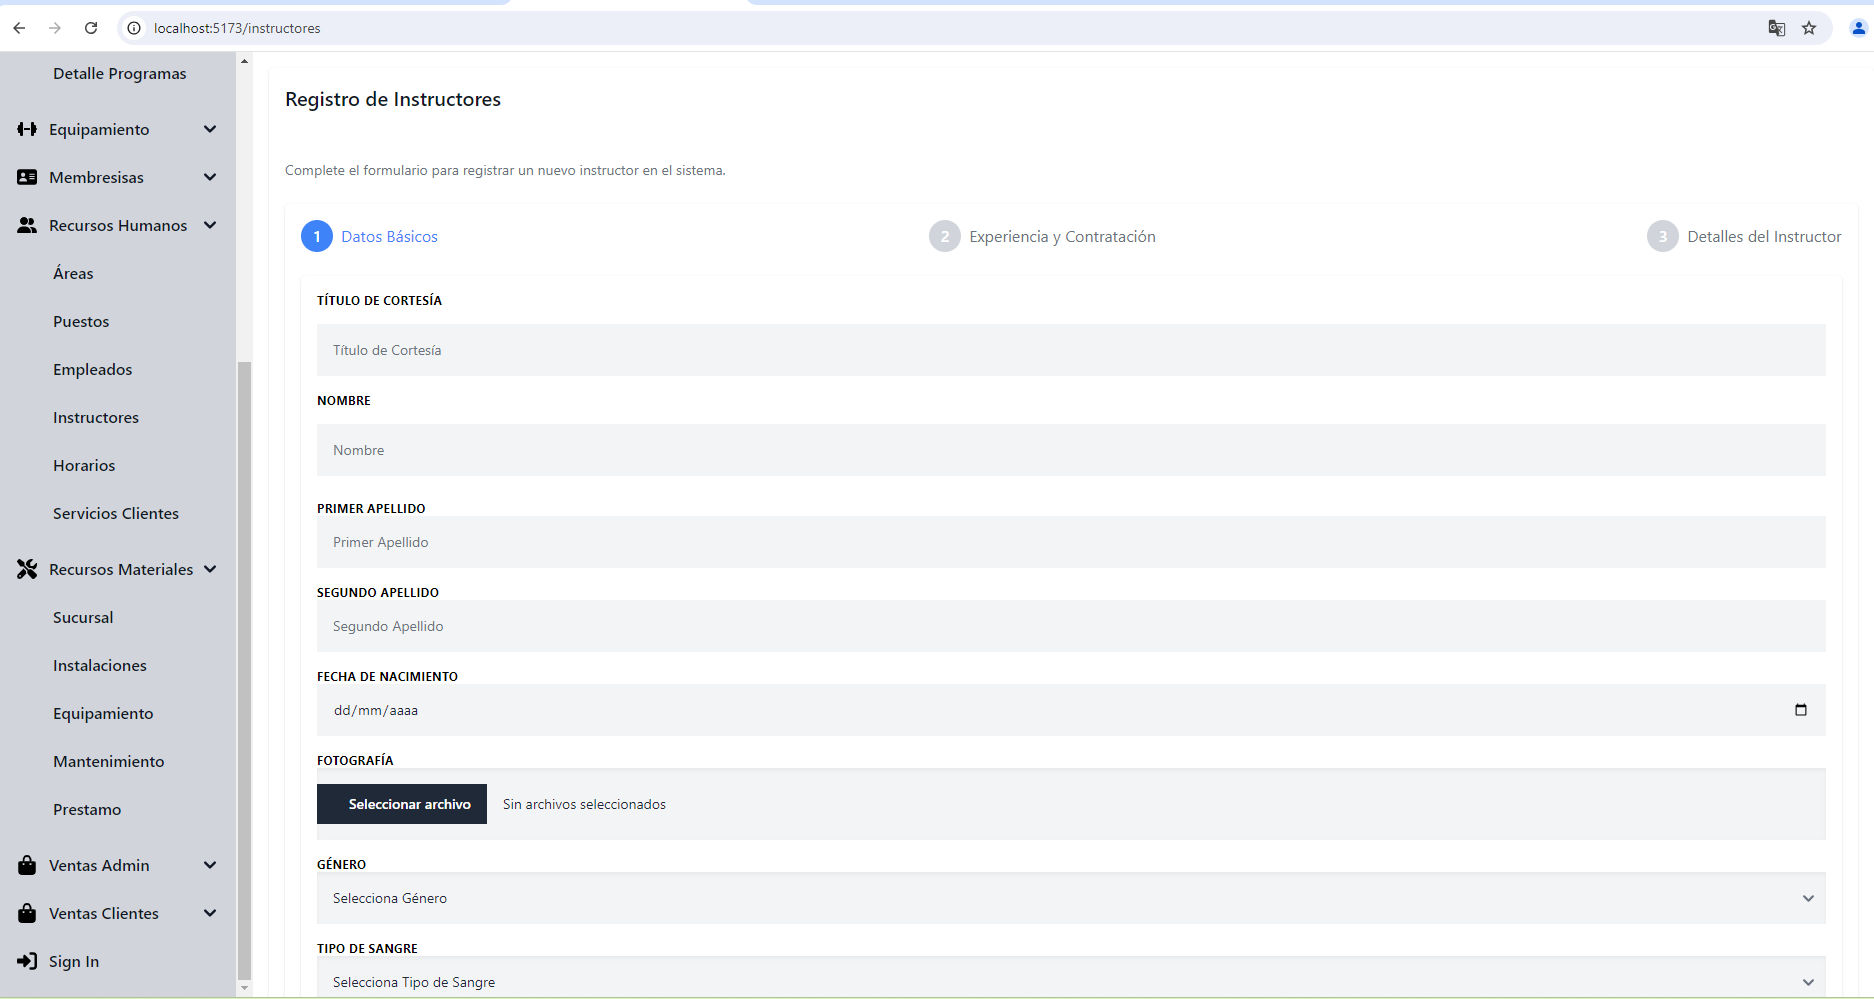 localhost:5173/instructores
Detalle Programas
Equipamiento
Membresisas
Recursos Humanos
Áreas
Puestos
Empleados
Instructores
Horarios
Servicios Clientes
Recursos Materiales
Sucursal
Instalaciones
Equipamiento
Mantenimiento
Prestamo
Ventas Admin
Ventas Clientes
Sign In
Registro de Instructores
Complete el formulario para registrar un nuevo instructor en el sistema.
1 Datos Básicos
2 Experiencia y Contratación
3 Detalles del Instructor
TÍTULO DE CORTESÍA
Título de Cortesía
NOMBRE
Nombre
PRIMER APELLIDO
Primer Apellido
SEGUNDO APELLIDO
Segundo Apellido
FECHA DE NACIMIENTO
dd/mm/aaaa
FOTOGRAFÍA
Seleccionar archivo Sin archivos seleccionados
GÉNERO
Selecciona Género
TIPO DE SANGRE
Selecciona Tipo de Sangre